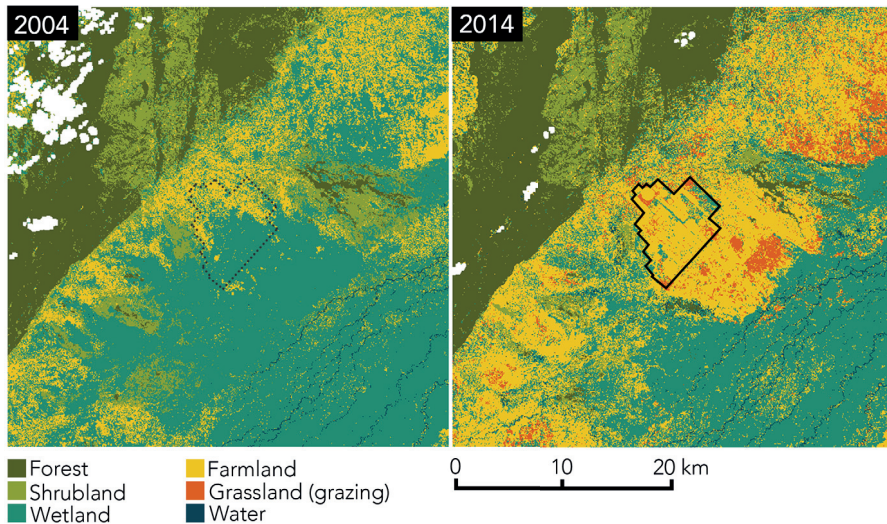 2004
2014
Forest
Shrubland
Wetland
Farmland
Grassland (grazing)
Water
0 10 20 km